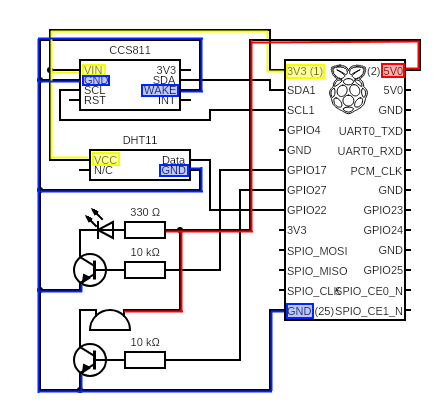 CCS811
VIN 3V3
GND SDA
SCL WAKE
RST INT
DHT11
VCC Data
N/C GND
330 Ω
10 kΩ
10 kΩ
3V3 (1) (2) 5V0
SDA1 5V0
SCL1 GND
GPIO4 UART0_TXD
GND UART0_RXD
GPIO17 PCM_CLK
GPIO27 GND
GPIO22 GPIO23
3V3 GPIO24
SPIO_MOSI GND
SPIO_MISO GPIO25
SPIO_CLK SPIO_CE0_N
GND (25) SPIO_CE1_N